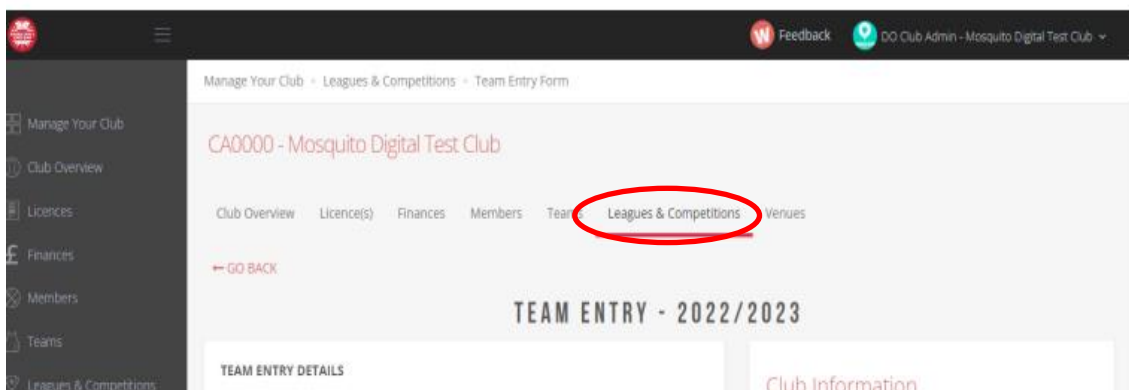 Feedback
DO Club Admin - Mosquito Digital Test Club
Manage Your Club
Club Overview
Licences
£ Finances
Members
Teams
Leagues & Competitions
Manage Your Club Leagues & Competitions Team Entry Form
CA0000 - Mosquito Digital Test Club
Club Overview Licence(s) Finances Members Teams Leagues & Competitions Venues
← GO BACK
TEAM ENTRY - 2022/2023
TEAM ENTRY DETAILS
Club Information